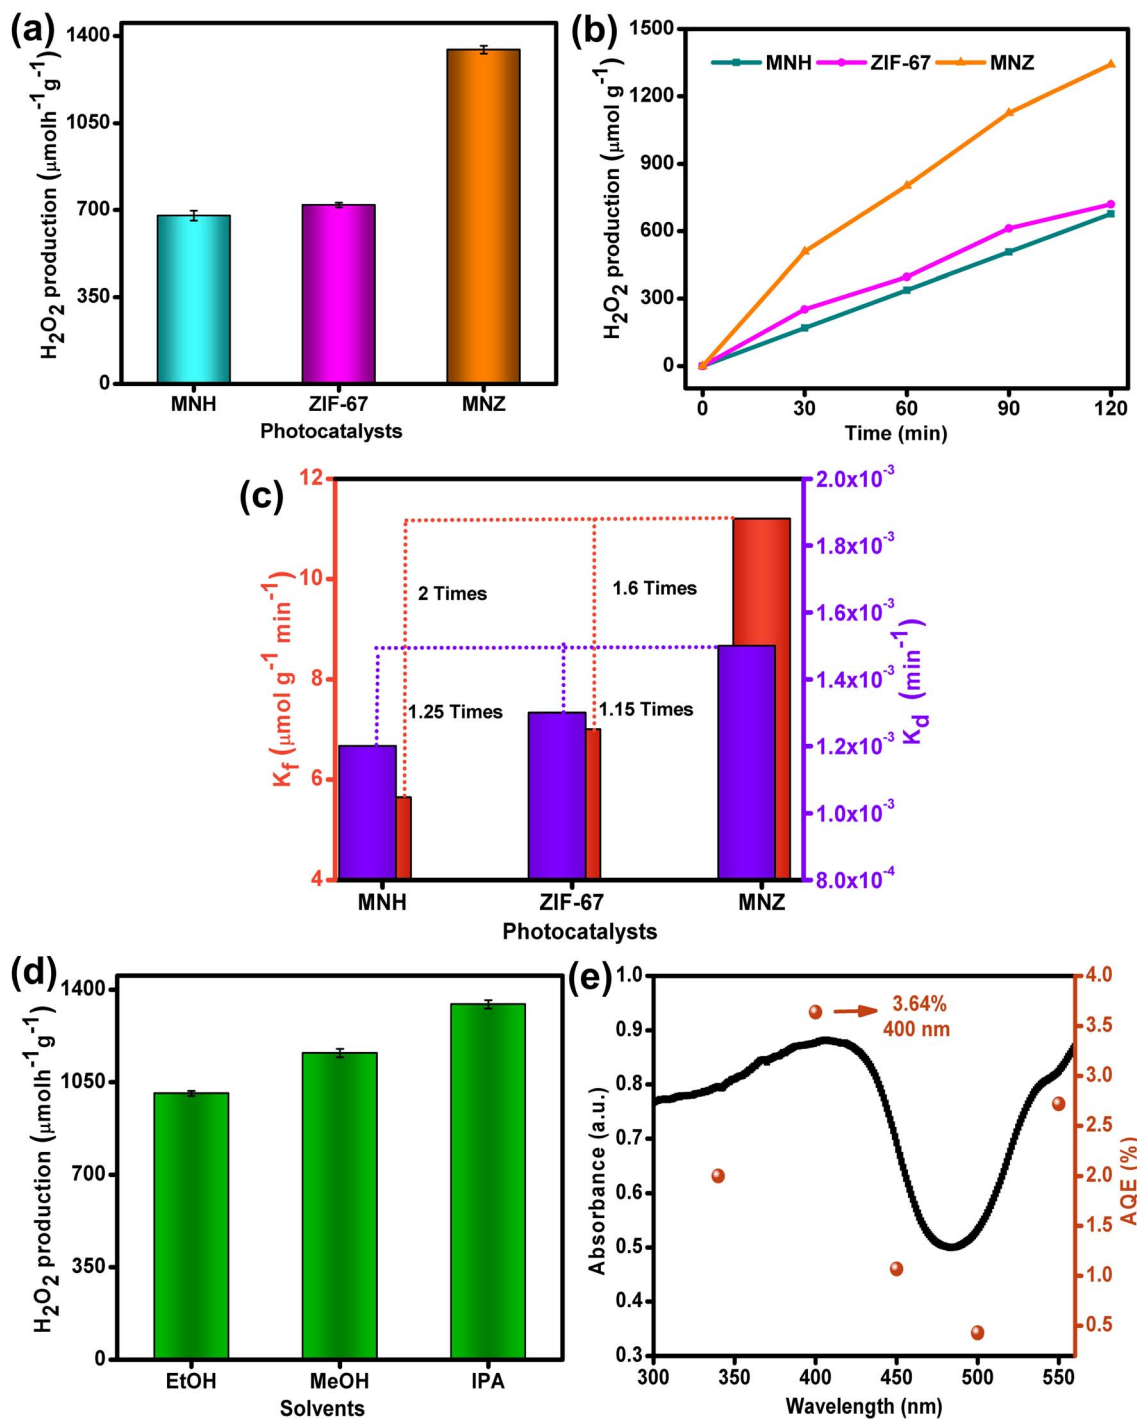 (a)
1400
1050
700
350
0
H₂O₂ production (μmolh⁻¹g⁻¹)
MNH ZIF-67 MNZ
Photocatalysts
(b)
1500
1200
900
600
300
0
H₂O₂ production (μmol g⁻¹)
MNH ZIF-67 MNZ
0 30 60 90 120
Time (min)
(c)
12
10
8
6
4
K_f (μmol g⁻¹ min⁻¹)
2 Times
1.6 Times
1.25 Times
1.15 Times
2.0x10⁻³
1.8x10⁻³
1.6x10⁻³
1.4x10⁻³
1.2x10⁻³
1.0x10⁻³
8.0x10⁻⁴
K_d (min⁻¹)
MNH ZIF-67 MNZ
Photocatalysts
(d)
1400
1050
700
350
0
H₂O₂ production (μmolh⁻¹g⁻¹)
EtOH MeOH IPA
Solvents
(e)
1.0
0.9
0.8
0.7
0.6
0.5
0.4
0.3
Absorbance (a.u.)
3.64%
400 nm
4.0
3.5
3.0
2.5
2.0
1.5
1.0
0.5
AQE (%)
300 350 400 450 500 550
Wavelength (nm)